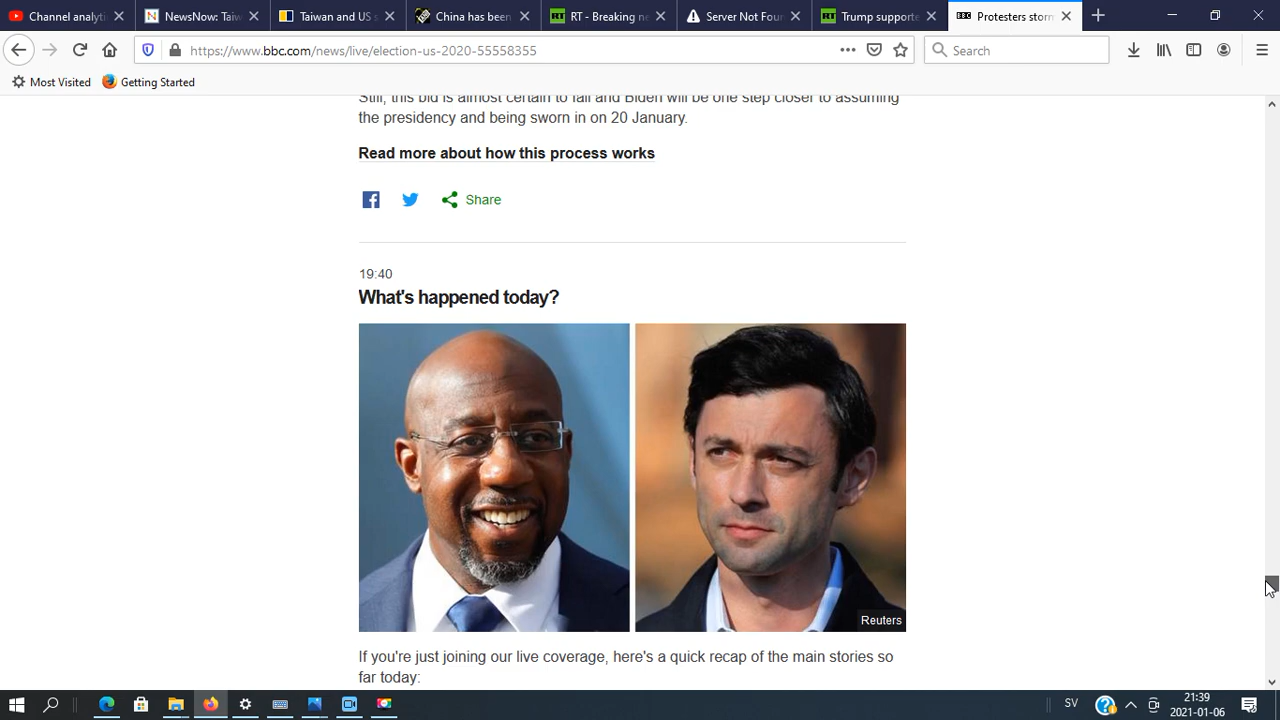 Channel analyti
NewsNow: Taiw
Taiwan and US s
China has been
RT - Breaking ne
Server Not Foun
Trump supporte
BBC
Protesters storm
https://www.bbc.com/news/live/election-us-2020-55558355
Search
Most Visited
Getting Started
Still, this bid is almost certain to fail and Biden will be one step closer to assuming
the presidency and being sworn in on 20 January.
Read more about how this process works
Share
19:40
What's happened today?
Reuters
If you're just joining our live coverage, here's a quick recap of the main stories so
far today:
SV
21:39
2021-01-06